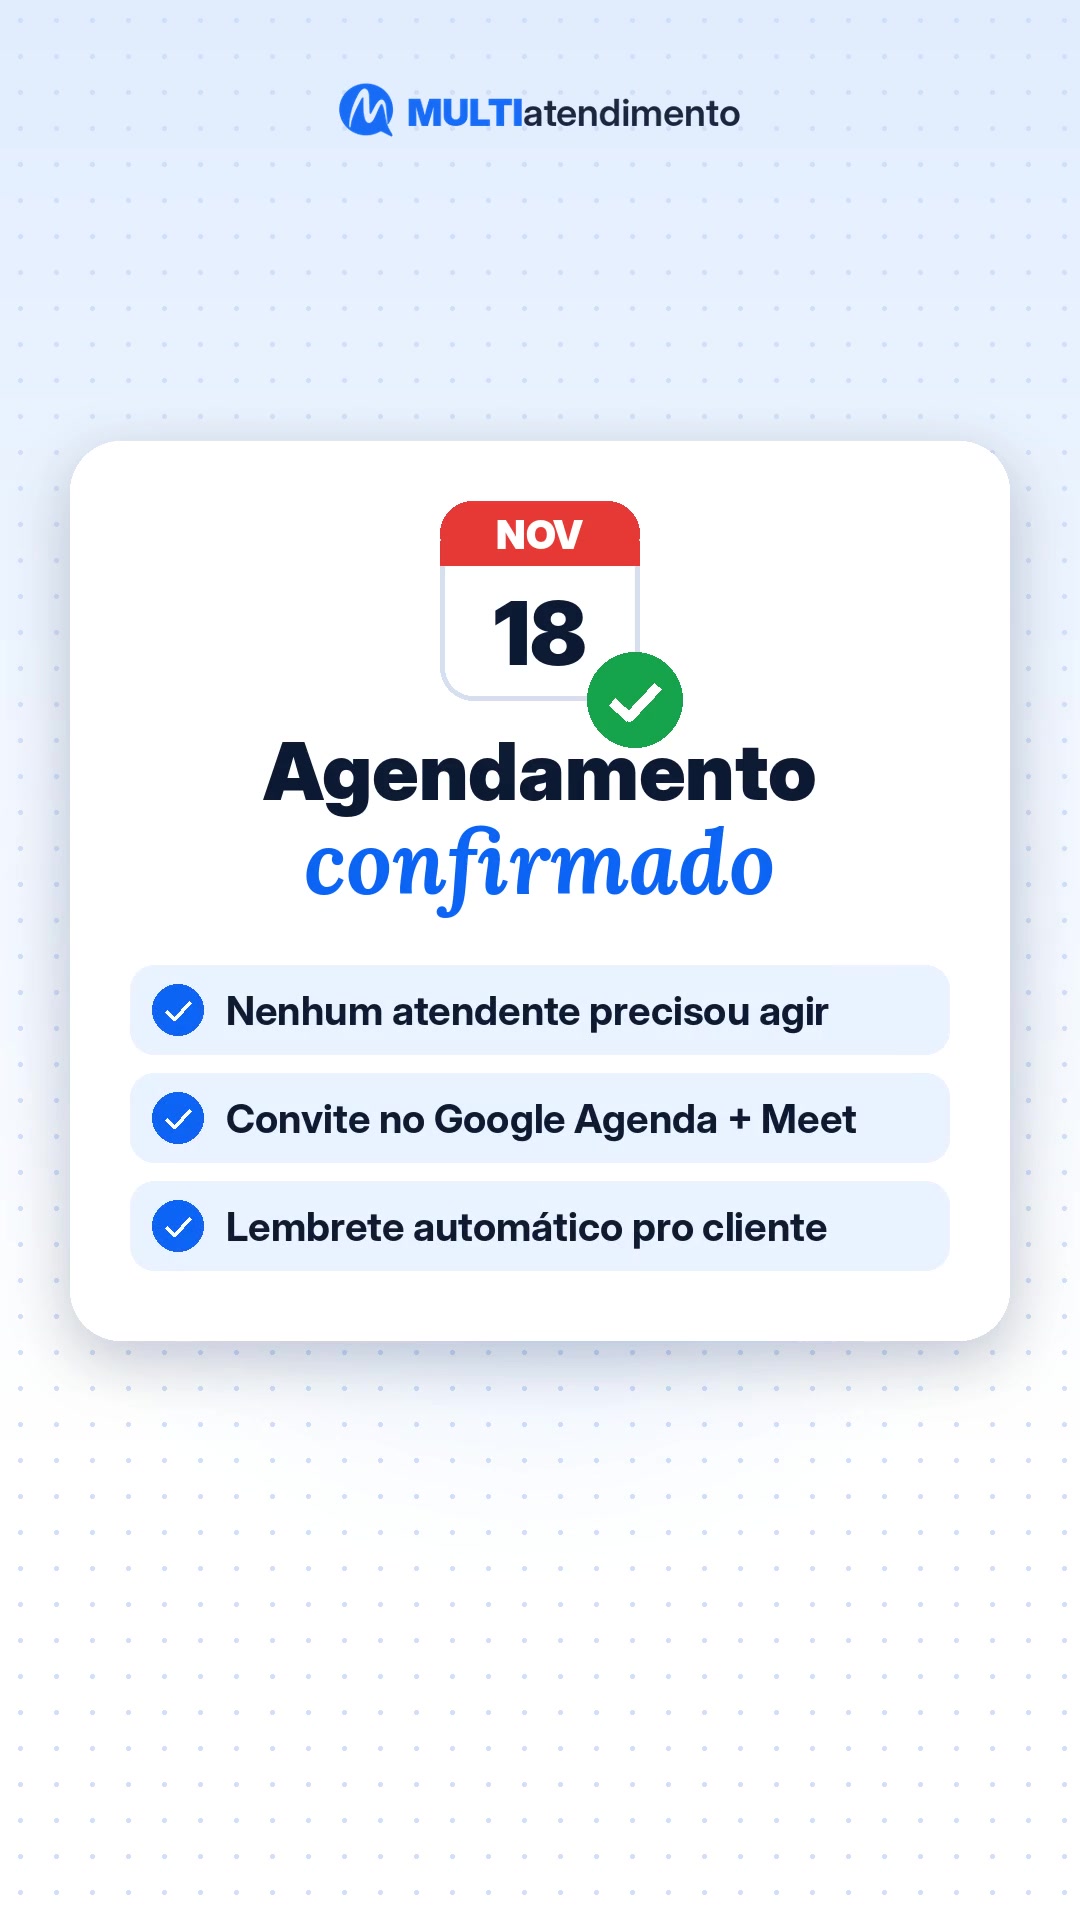 MULTIatendimento
NOV
18
Agendamento
confirmado
Nenhum atendente precisou agir
Convite no Google Agenda + Meet
Lembrete automático pro cliente